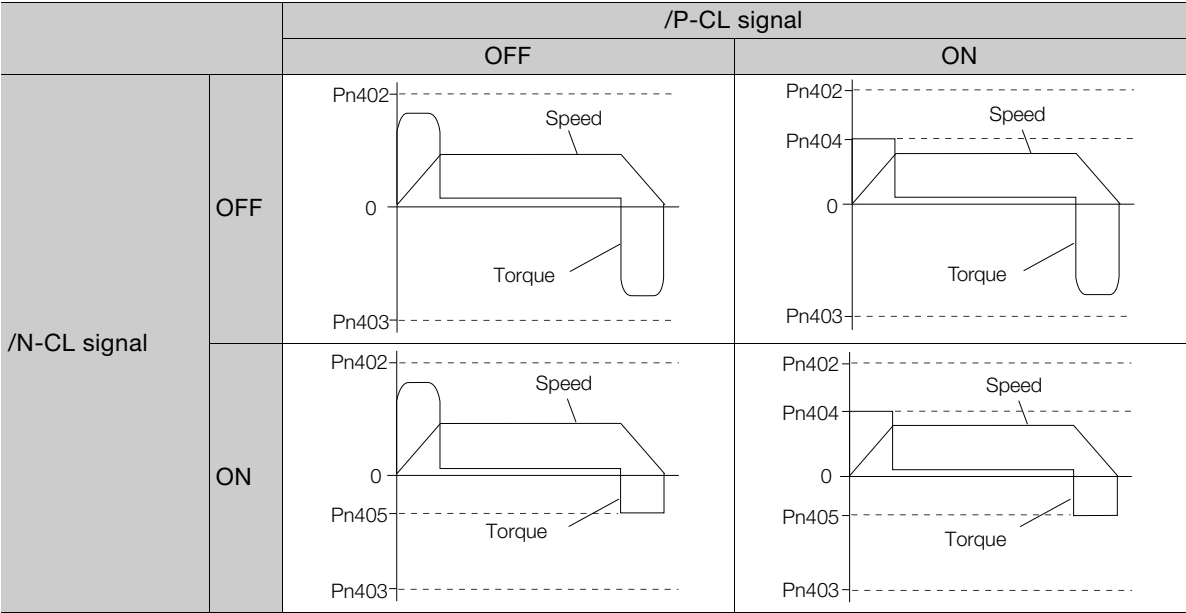 /P-CL signal
OFF
ON
/N-CL signal
OFF
Pn402
Speed
0
Torque
Pn403
Pn402
Speed
Pn404
0
Torque
Pn403
ON
Pn402
Speed
0
Pn405
Torque
Pn403
Pn402
Speed
Pn404
0
Pn405
Torque
Pn403